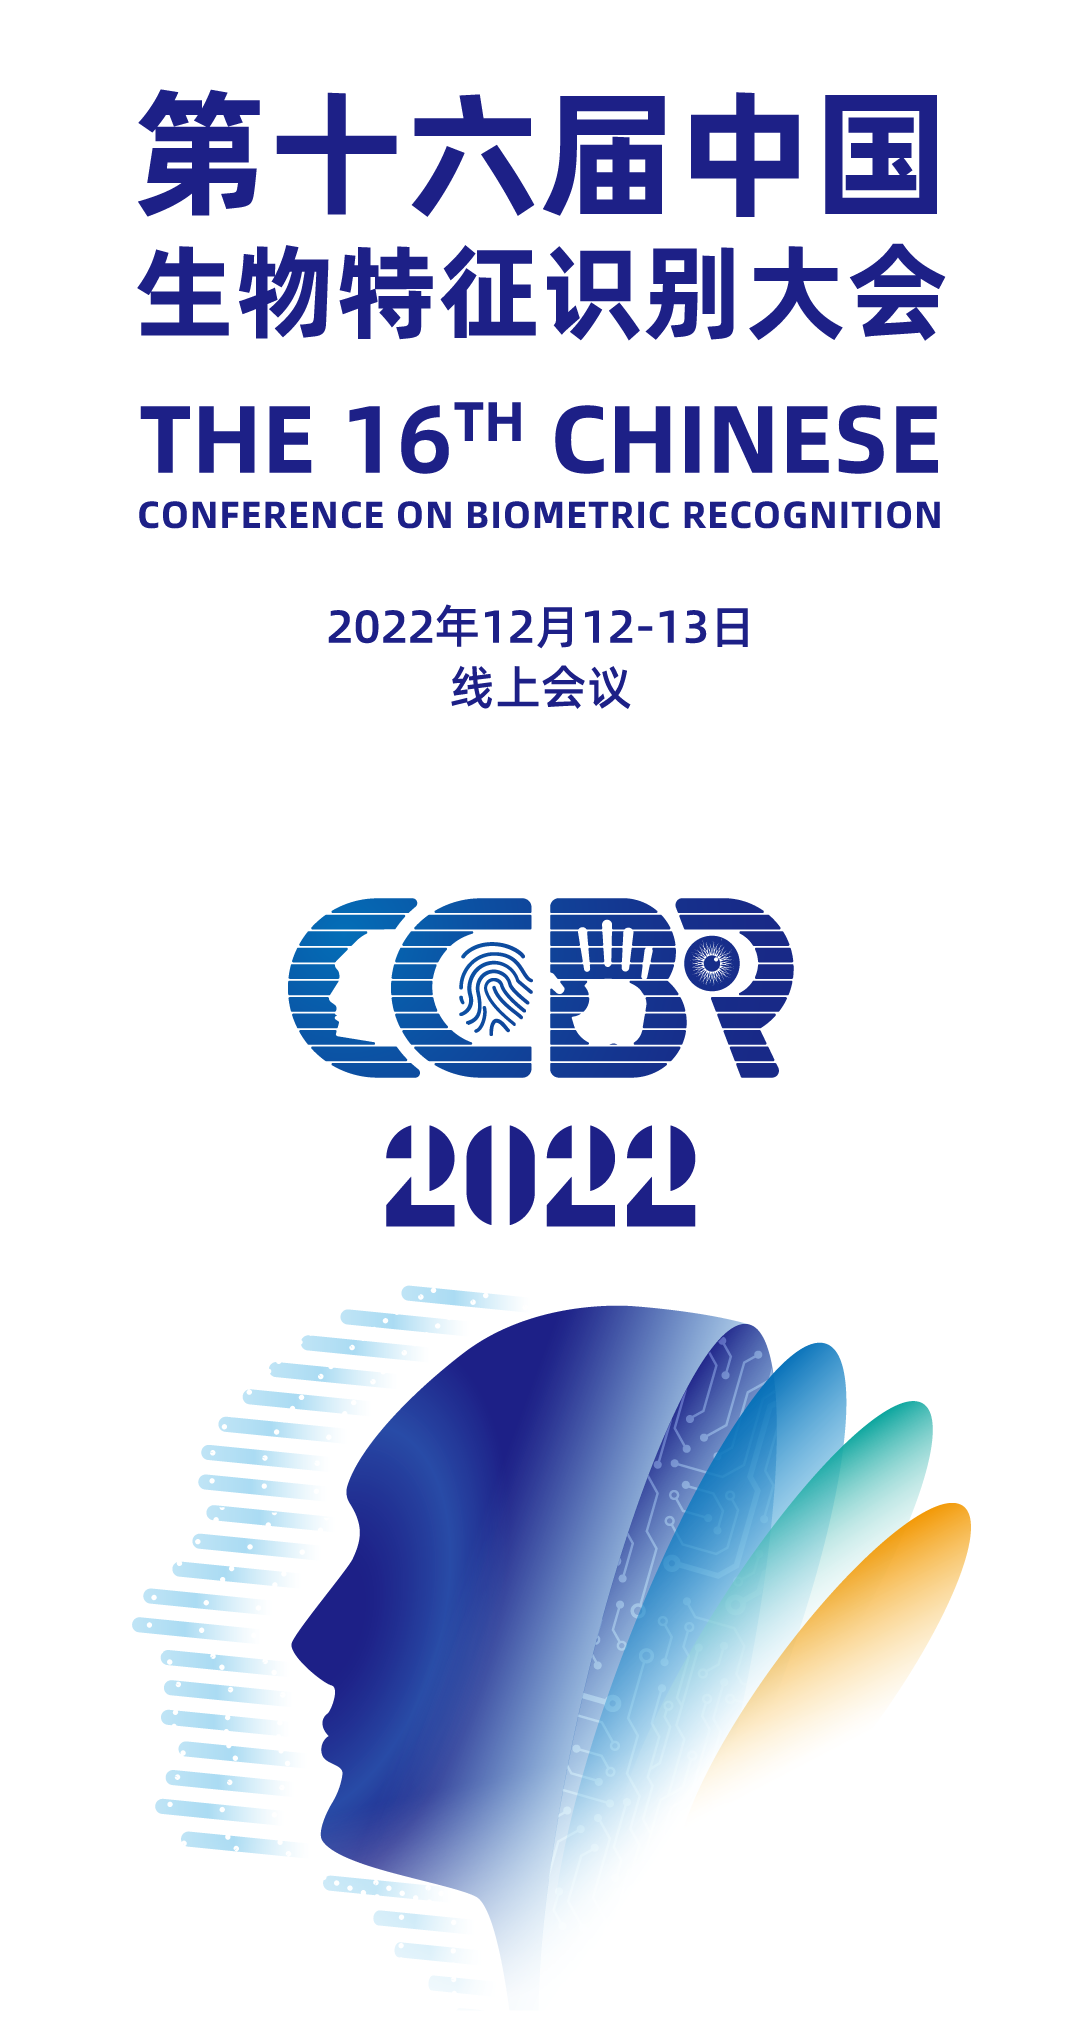 第十六届中国
生物特征识别大会
THE 16TH CHINESE
CONFERENCE ON BIOMETRIC RECOGNITION
2022年12月12-13日
线上会议
CCBR
2022